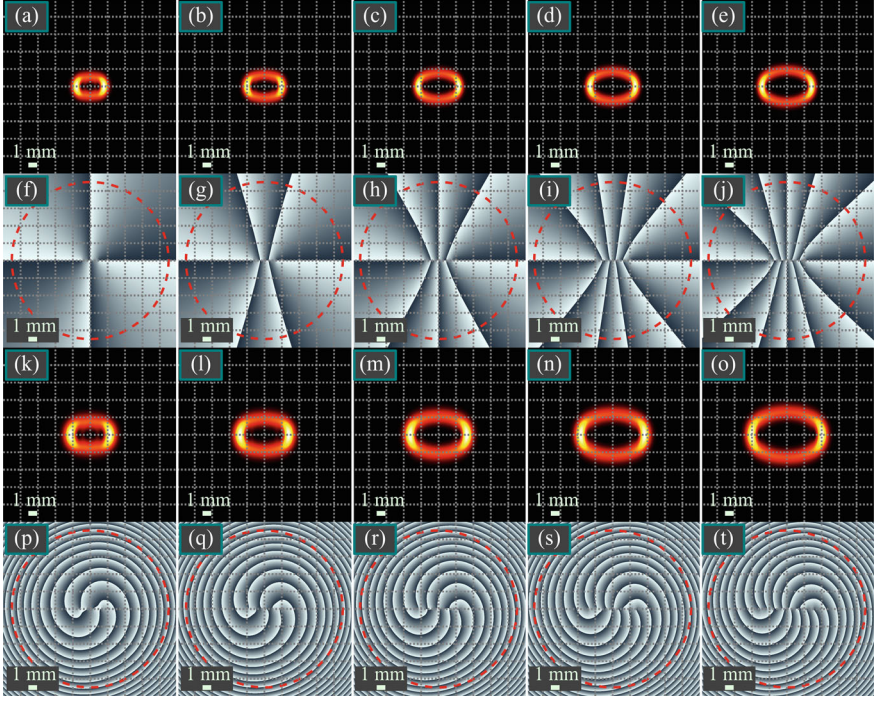 (a) (b) (c) (d) (e)
1 mm 1 mm 1 mm 1 mm 1 mm
(f) (g) (h) (i) (j)
1 mm 1 mm 1 mm 1 mm 1 mm
(k) (l) (m) (n) (o)
1 mm 1 mm 1 mm 1 mm 1 mm
(p) (q) (r) (s) (t)
1 mm 1 mm 1 mm 1 mm 1 mm